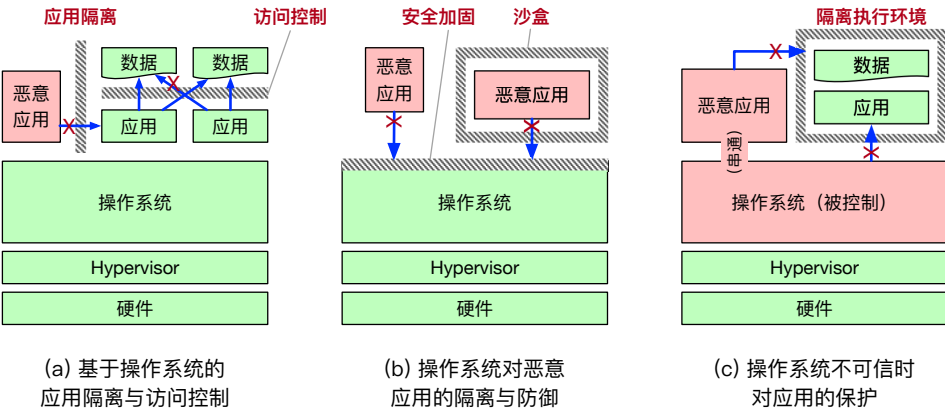 应用隔离
访问控制
数据
数据
恶意
应用
应用
应用
操作系统
Hypervisor
硬件
(a) 基于操作系统的
应用隔离与访问控制
安全加固
沙盒
恶意
应用
恶意应用
操作系统
Hypervisor
硬件
(b) 操作系统对恶意
应用的隔离与防御
隔离执行环境
数据
应用
恶意应用
(串通)
操作系统（被控制）
Hypervisor
硬件
(c) 操作系统不可信时
对应用的保护